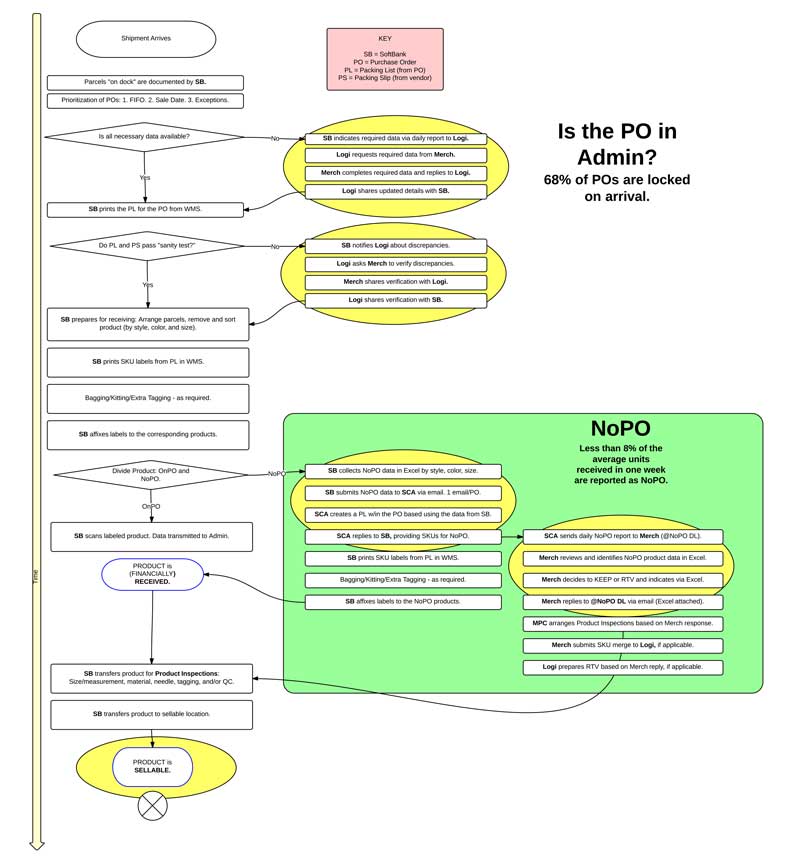 Shipment Arrives
KEY
SB = SoftBank
PO = Purchase Order
PL = Packing List (from PO)
PS = Packing Slip (from vendor)
Parcels "on dock" are documented by SB.
Prioritization of POs: 1. FIFO. 2. Sale Date. 3. Exceptions.
Is all necessary data available?
No
Yes
SB indicates required data via daily report to Logi.
Logi requests required data from Merch.
Merch completes required data and replies to Logi.
Logi shares updated details with SB.
Is the PO in
Admin?
68% of POs are locked
on arrival.
SB prints the PL for the PO from WMS.
Do PL and PS pass "sanity test?"
No
Yes
SB notifies Logi about discrepancies.
Logi asks Merch to verify discrepancies.
Merch shares verification with Logi.
Logi shares verification with SB.
SB prepares for receiving: Arrange parcels, remove and sort
product (by style, color, and size).
SB prints SKU labels from PL in WMS.
Bagging/Kitting/Extra Tagging - as required.
SB affixes labels to the corresponding products.
Divide Product: OnPO and
NoPO.
NoPO
OnPO
NoPO
Less than 8% of the
average units
received in one week
are reported as NoPO.
SB collects NoPO data in Excel by style, color, size.
SB submits NoPO data to SCA via email. 1 email/PO.
SCA creates a PL w/in the PO based using the data from SB.
SCA replies to SB, providing SKUs for NoPO.
SB prints SKU labels from PL in WMS.
Bagging/Kitting/Extra Tagging - as required.
SB affixes labels to the NoPO products.
SCA sends daily NoPO report to Merch (@NoPO DL).
Merch reviews and identifies NoPO product data in Excel.
Merch decides to KEEP or RTV and indicates via Excel.
Merch replies to @NoPO DL via email (Excel attached).
MPC arranges Product Inspections based on Merch response.
Merch submits SKU merge to Logi, if applicable.
Logi prepares RTV based on Merch reply, if applicable.
SB scans labeled product. Data transmitted to Admin.
PRODUCT is
(FINANCIALLY)
RECEIVED.
Time
SB transfers product for Product Inspections:
Size/measurement, material, needle, tagging, and/or QC.
SB transfers product to sellable location.
PRODUCT is
SELLABLE.